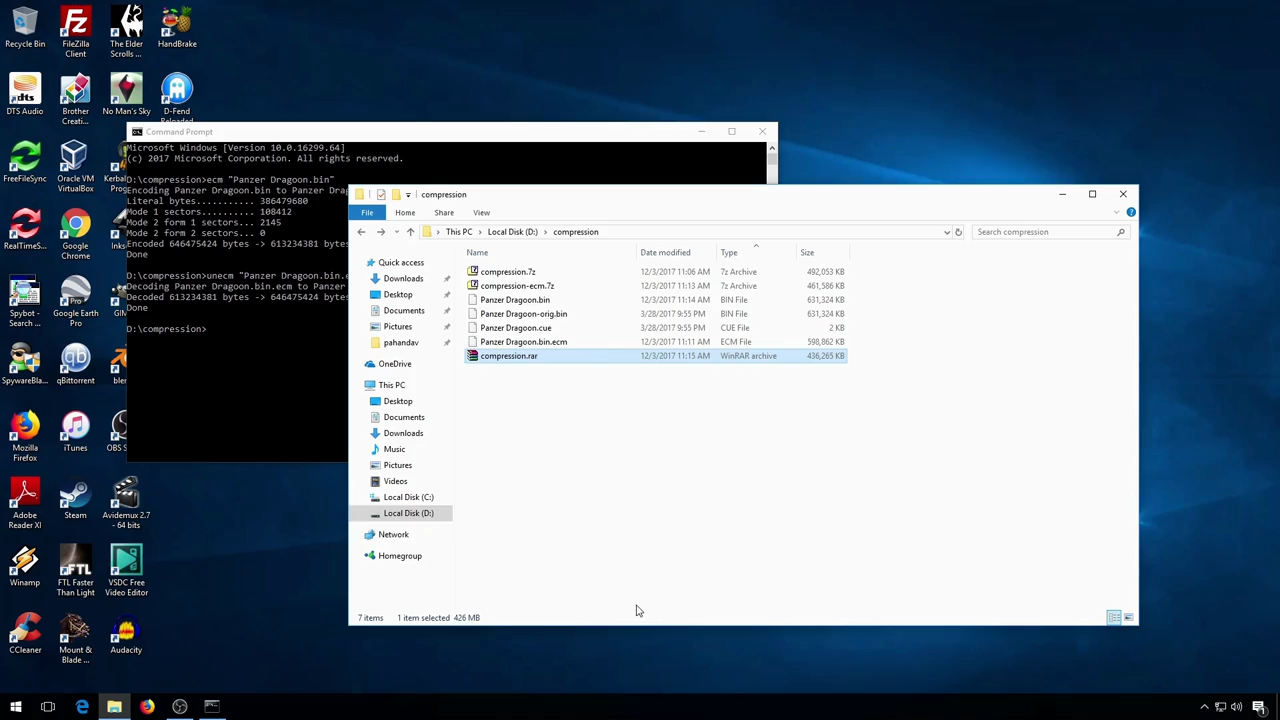 Recycle Bin
FileZilla
Client
The Elder
Scrolls ...
HandBrake
DTS Audio
Brother
Creati...
No Man's Sky
D-Fend
Reloaded
FreeFileSync
Oracle VM
VirtualBox
Kerbal
Prog
RealTimeS...
Google
Chrome
Inks
Spybot -
Search ...
Google
Earth Pro
SpywareBla...
qBittorrent
blen
Mozilla
Firefox
iTunes
OBS S
Adobe
Reader XI
Steam
Avidemux 2.7
- 64 bits
Winamp
FTL Faster
Than Light
VSDC Free
Video Editor
CCleaner
Mount &
Blade ...
Audacity
Command Prompt
Microsoft Windows [Version 10.0.16299.64]
(c) 2017 Microsoft Corporation. All rights reserved.
D:\compression>ecm "Panzer Dragoon.bin"
Encoding Panzer Dragoon.bin to Panzer Drag
Literal bytes.......... 386479680
Mode 1 sectors......... 108412
Mode 2 form 1 sectors... 2145
Mode 2 form 2 sectors... 0
Encoded 646475424 bytes -> 613234381 bytes
Done
D:\compression>unecm "Panzer Dragoon.bin.e
Decoding Panzer Dragoon.bin.ecm to Panzer
Decoded 613234381 bytes -> 646475424 bytes
Done
D:\compression>
compression
File Home Share View
This PC > Local Disk (D:) > compression
Search compression
Quick access
Downloads
Desktop
Documents
Pictures
pahandav
OneDrive
This PC
Desktop
Documents
Downloads
Music
Pictures
Videos
Local Disk (C:)
Local Disk (D:)
Network
Homegroup
Name Date modified Type Size
compression.7z 12/3/2017 11:06 AM 7z Archive 492,053 KB
compression-ecm.7z 12/3/2017 11:13 AM 7z Archive 461,586 KB
Panzer Dragoon.bin 12/3/2017 11:14 AM BIN File 631,324 KB
Panzer Dragoon-orig.bin 3/28/2017 9:55 PM BIN File 631,324 KB
Panzer Dragoon.cue 3/28/2017 9:55 PM CUE File 2 KB
Panzer Dragoon.bin.ecm 12/3/2017 11:11 AM ECM File 598,862 KB
compression.rar 12/3/2017 11:15 AM WinRAR archive 436,265 KB
7 items 1 item selected 426 MB